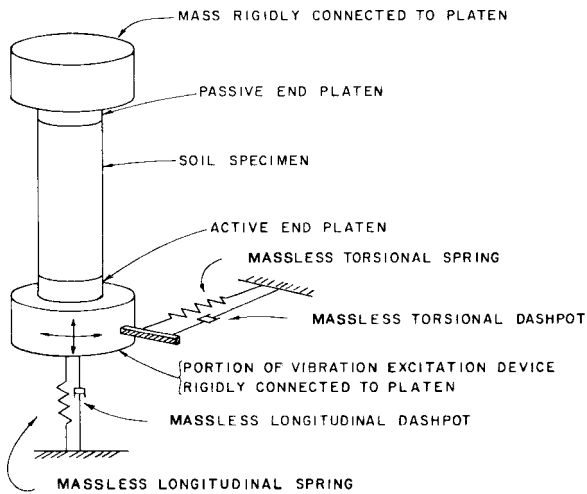 MASS RIGIDLY CONNECTED TO PLATEN
PASSIVE END PLATEN
SOIL SPECIMEN
ACTIVE END PLATEN
MASSLESS TORSIONAL SPRING
MASSLESS TORSIONAL DASHPOT
PORTION OF VIBRATION EXCITATION DEVICE
RIGIDLY CONNECTED TO PLATEN
MASSLESS LONGITUDINAL DASHPOT
MASSLESS LONGITUDINAL SPRING